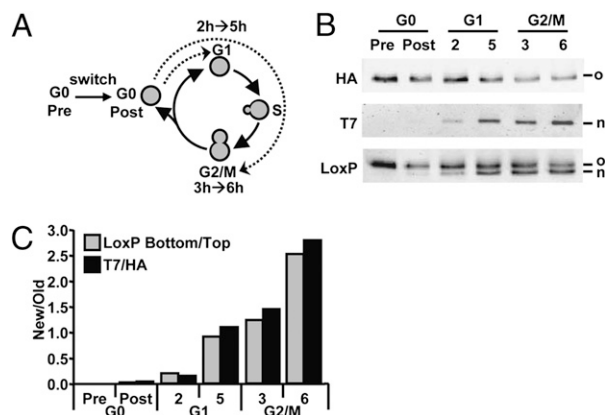 A
2h→5h
G1
switch
G0 Pre
G0 Post
S
G2/M
3h→6h
B
G0 G1 G2/M
Pre Post 2 5 3 6
HA o
T7 n
LoxP o
n
C
LoxP Bottom/Top
T7/HA
New/Old
3.0
2.5
2.0
1.5
1.0
0.5
0.0
Pre Post 2 5 3 6
G0 G1 G2/M